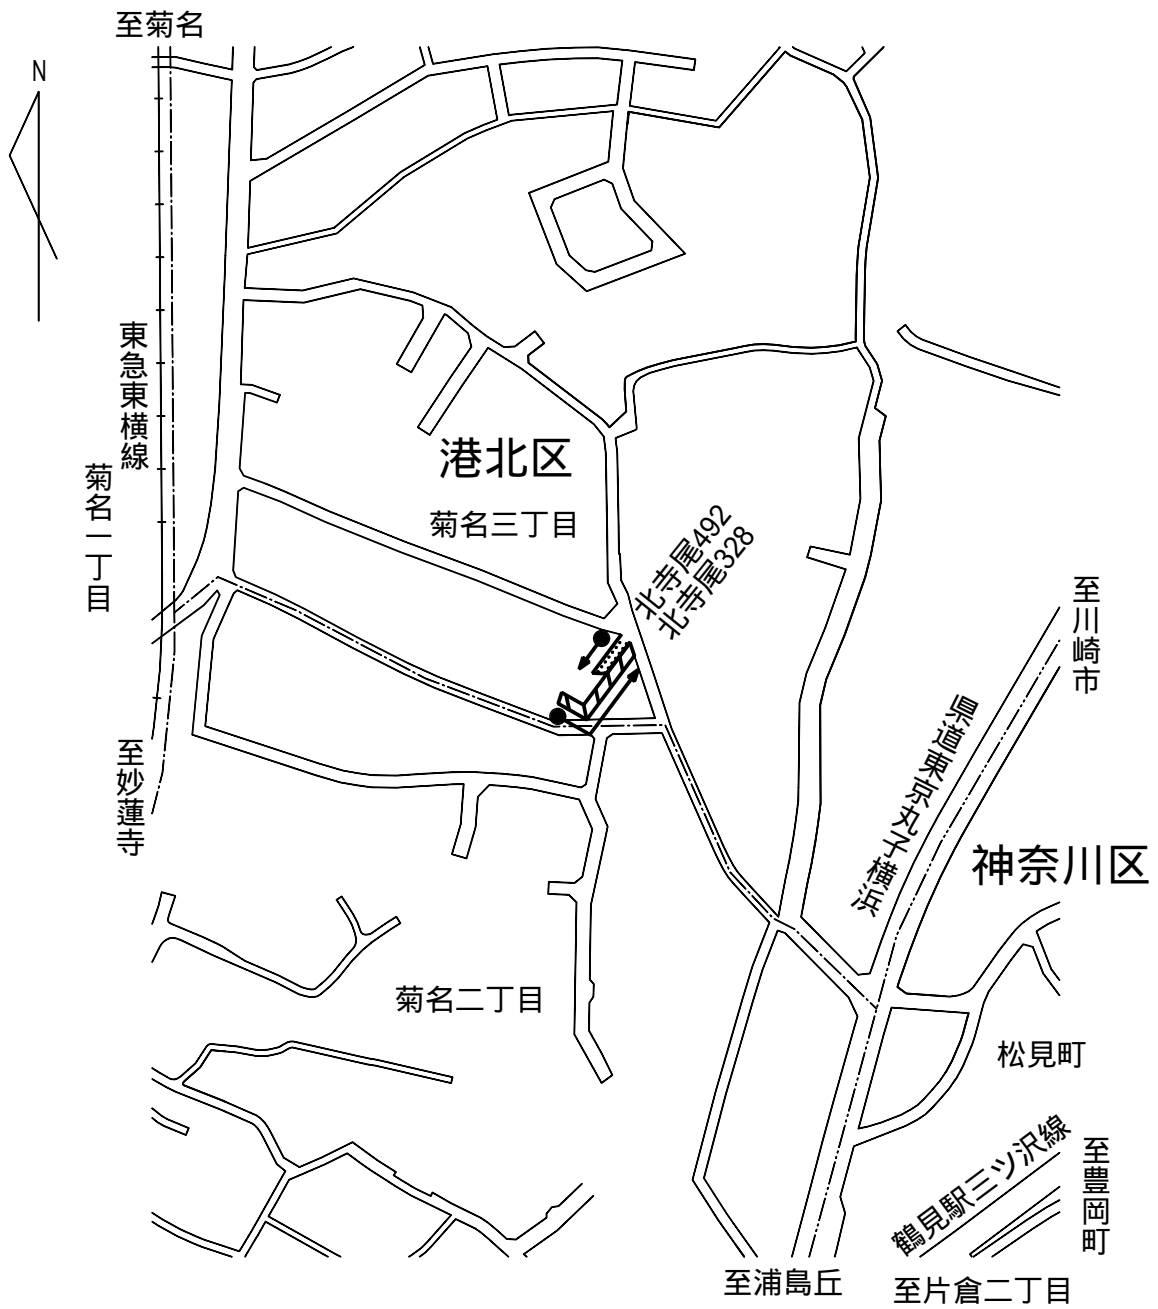 至菊名
N
東急東横線
港北区
菊名一丁目
菊名三丁目
北寺尾492
北寺尾328
至川崎市
県道東京丸子横浜
至妙蓮寺
神奈川区
菊名二丁目
松見町
鶴見駅三ツ沢線
至豊岡町
至浦島丘
至片倉二丁目